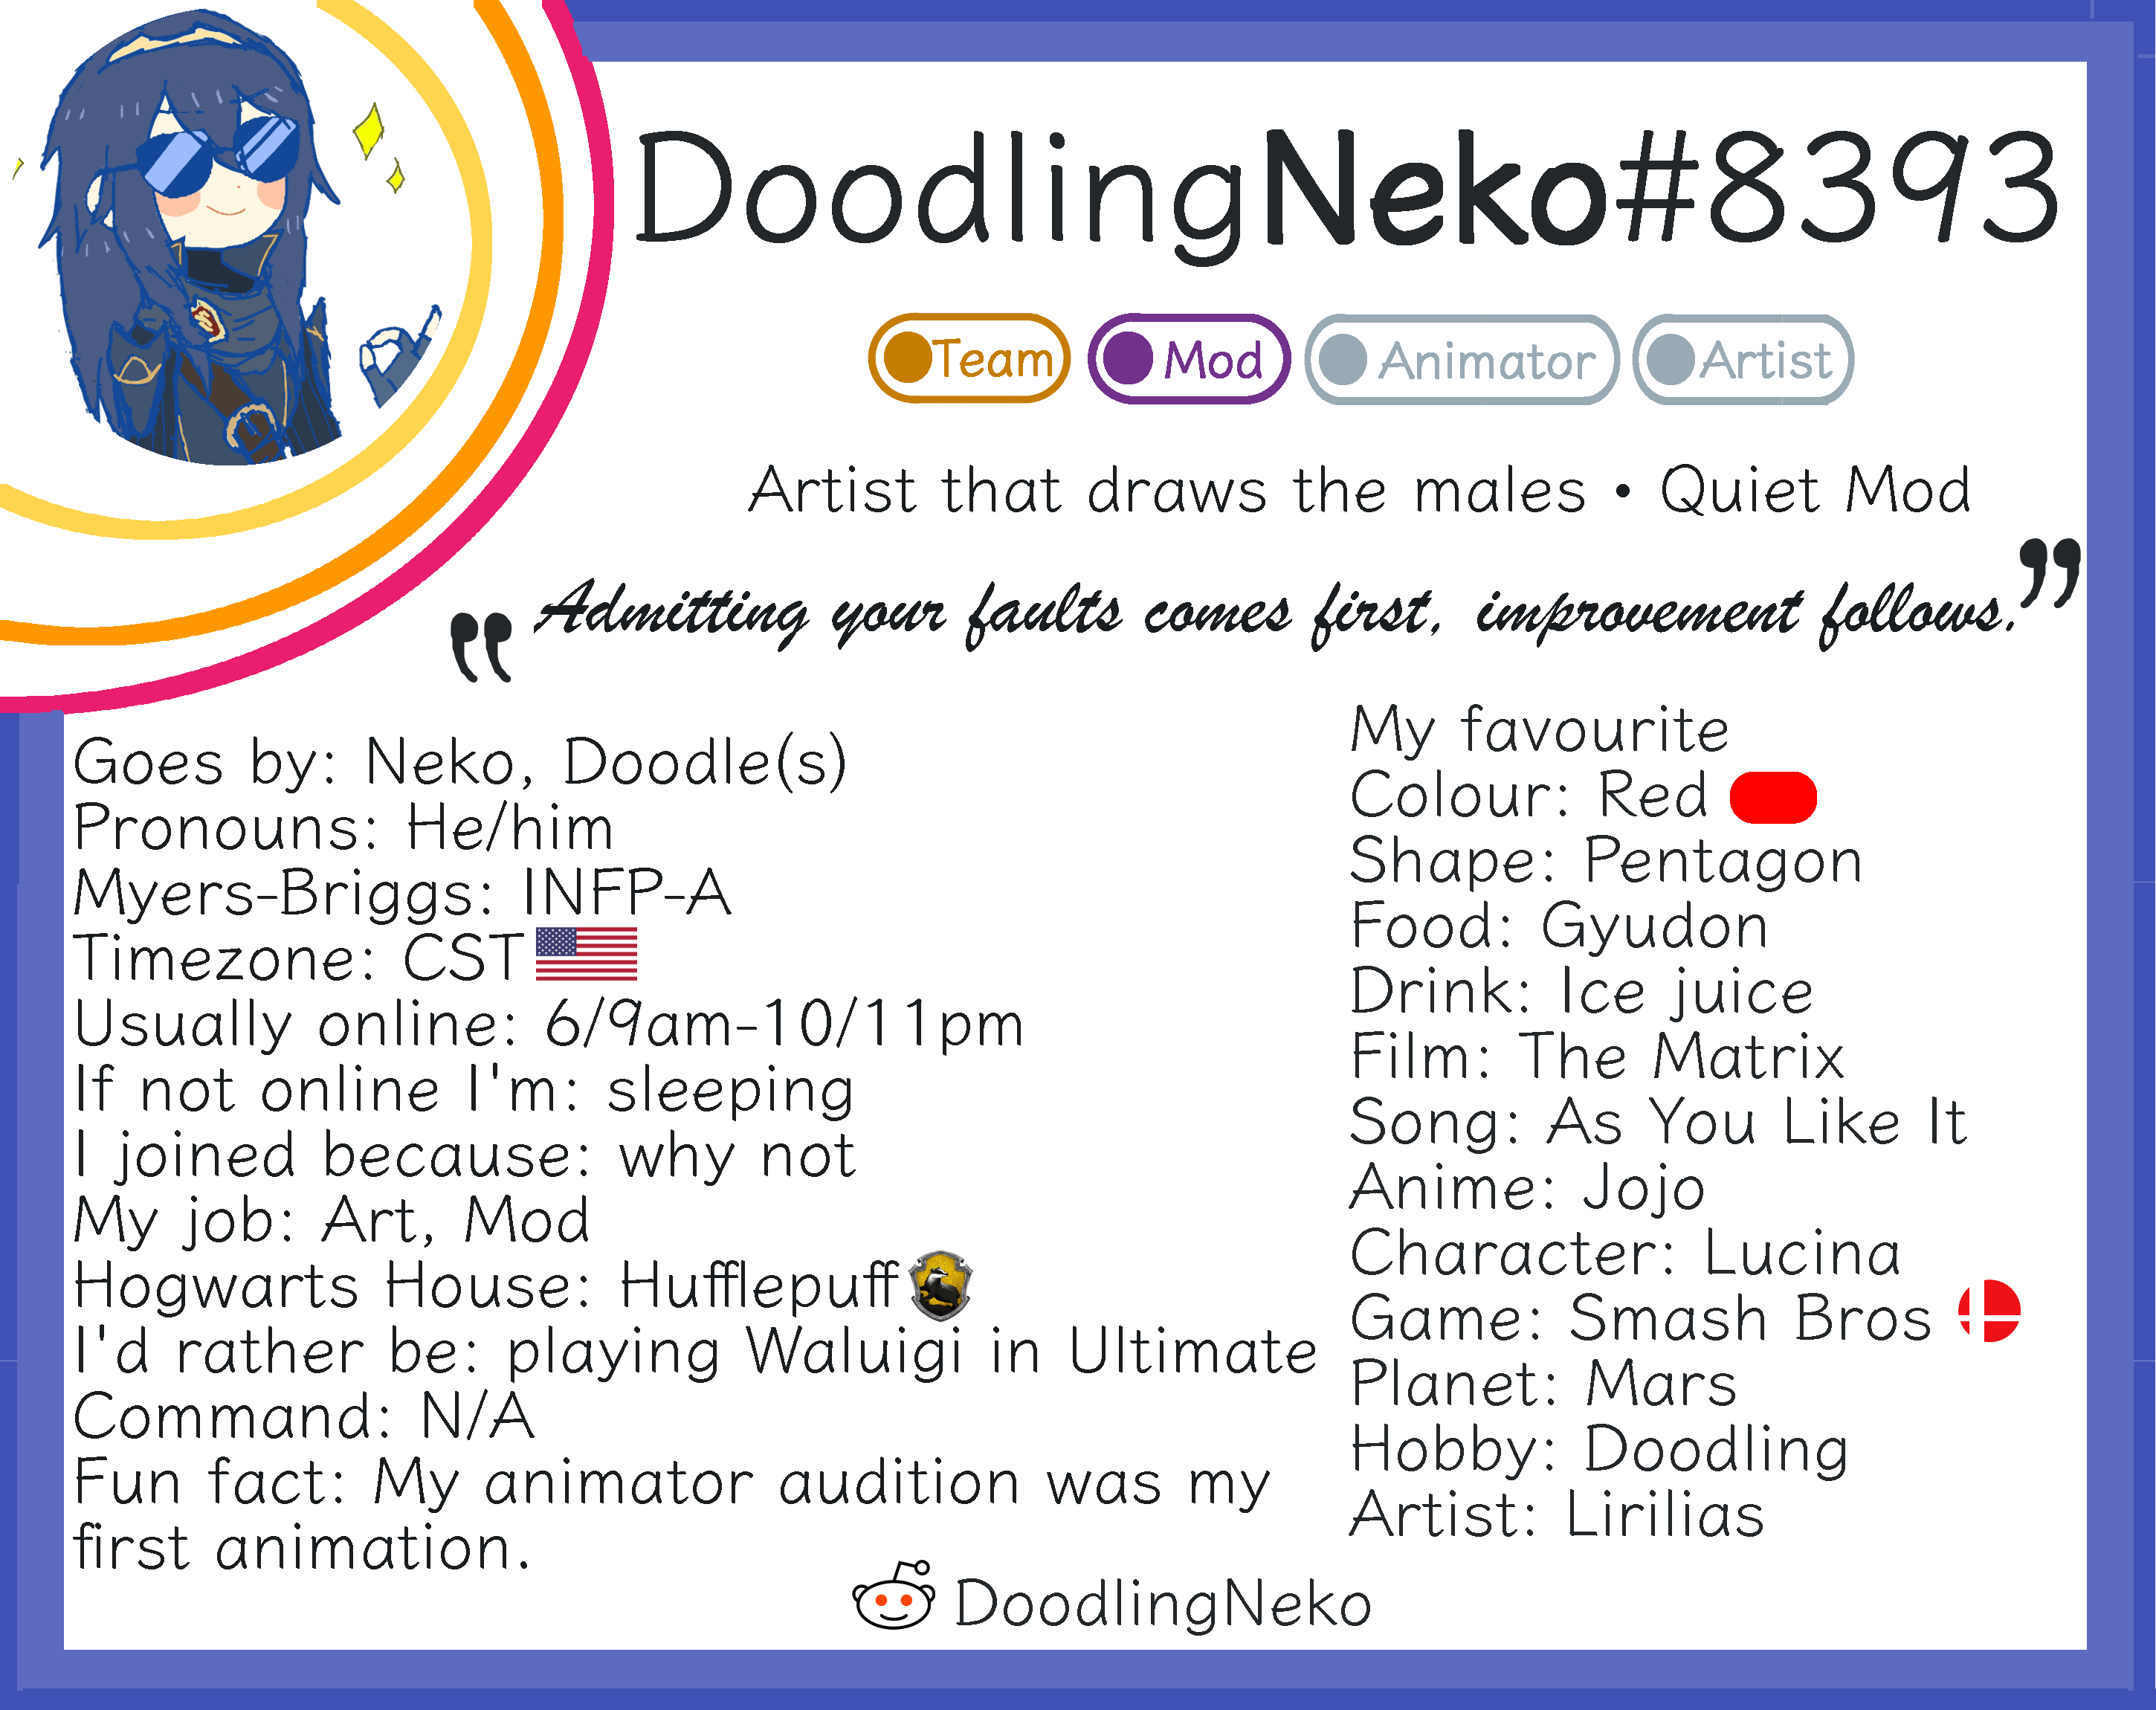 DoodlingNeko#8393
Team Mod Animator Artist
Artist that draws the males • Quiet Mod
"Admitting your faults comes first, improvement follows."
Goes by: Neko, Doodle(s)
Pronouns: He/him
Myers-Briggs: INFP-A
Timezone: CST
Usually online: 6/9am-10/11pm
If not online I'm: sleeping
I joined because: why not
My job: Art, Mod
Hogwarts House: Hufflepuff
I'd rather be: playing Waluigi in Ultimate
Command: N/A
Fun fact: My animator audition was my
first animation.
My favourite
Colour: Red
Shape: Pentagon
Food: Gyudon
Drink: Ice juice
Film: The Matrix
Song: As You Like It
Anime: Jojo
Character: Lucina
Game: Smash Bros
Planet: Mars
Hobby: Doodling
Artist: Lirilias
DoodlingNeko